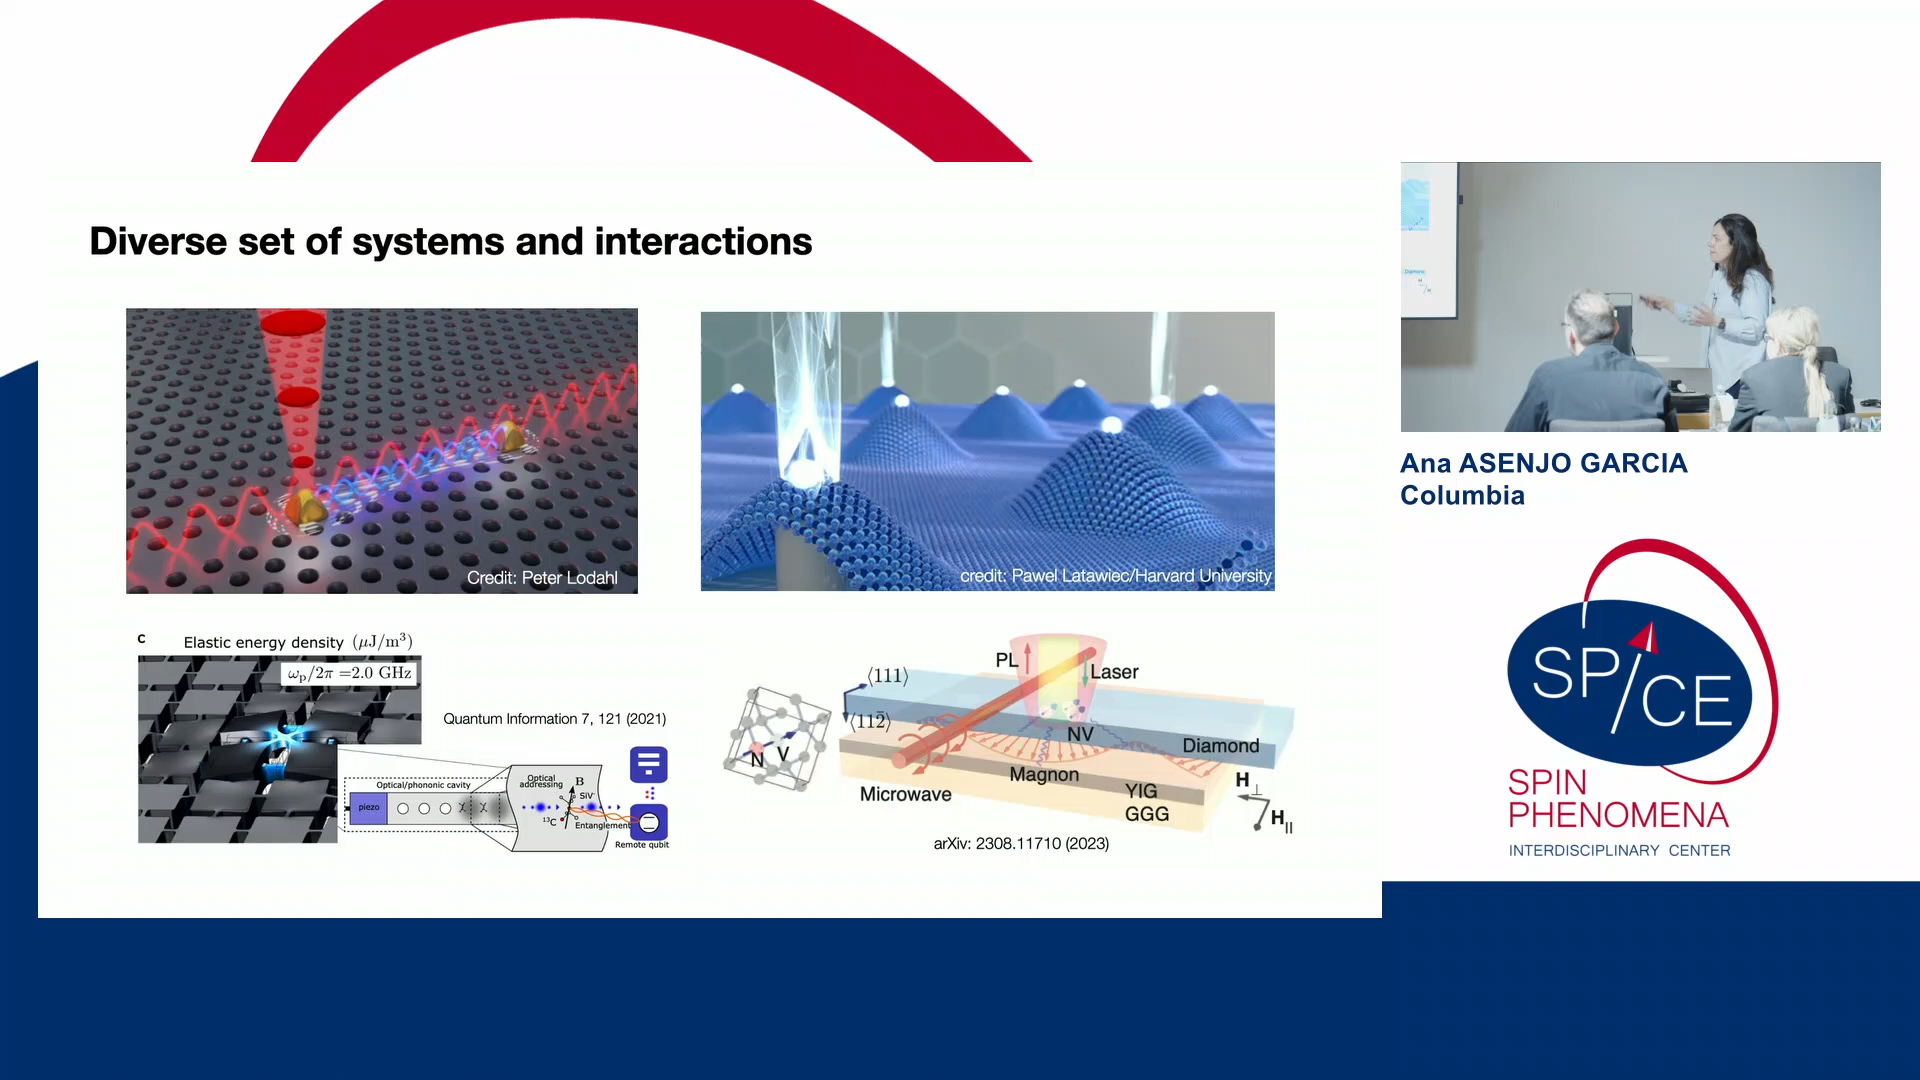 Diverse set of systems and interactions
Credit: Peter Lodahl
credit: Pawel Latawiec/Harvard University
c
Elastic energy density (μJ/m³)
ωₚ/2π =2.0 GHz
Quantum Information 7, 121 (2021)
Optical/phononic cavity
piezo
Optical
addressing
B
SiV⁻
¹³C
Entanglement
Remote qubit
PL
Laser
⟨111⟩
⟨112̅⟩
N
V
NV
Diamond
Magnon
Microwave
YIG
GGG
H⊥
H||
arXiv: 2308.11710 (2023)
Diamond
Ana ASENJO GARCIA
Columbia
SP/CE
SPIN
PHENOMENA
INTERDISCIPLINARY CENTER